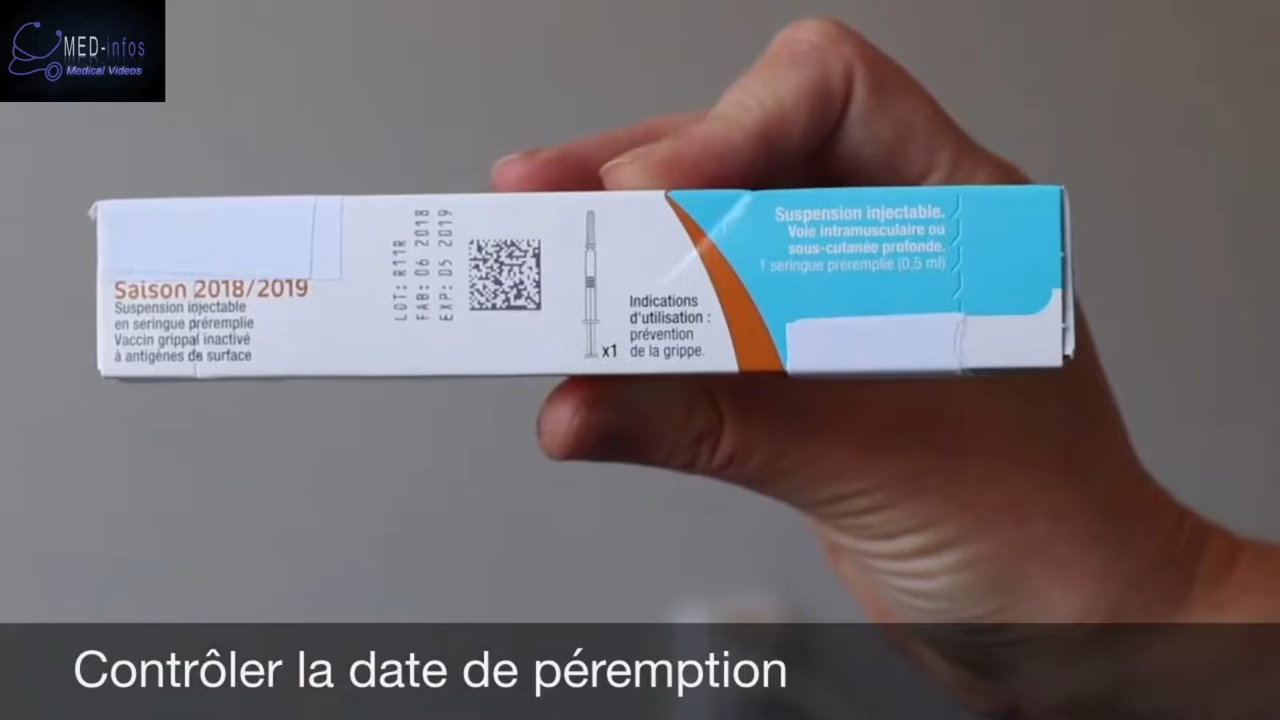 MED-infos
Medical Videos
Saison 2018/2019
Suspension injectable
en seringue préremplie
Vaccin grippal inactivé
à antigènes de surface
LOT: R11R
FAB: 06 2018
EXP: 05 2019
x1
Indications
d'utilisation :
prévention
de la grippe.
Suspension injectable.
Voie intramusculaire ou
sous-cutanée profonde.
1 seringue préremplie (0,5 ml)
Contrôler la date de péremption